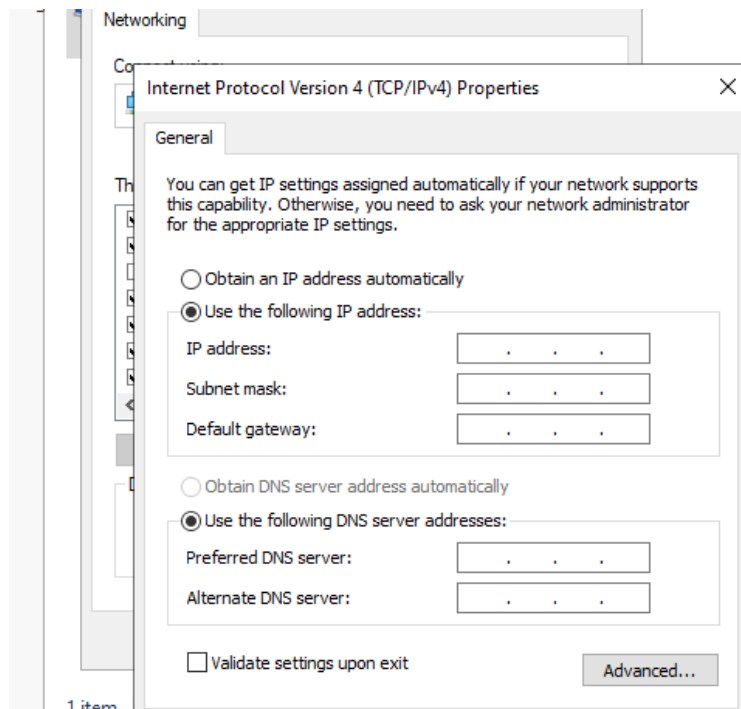 Networking
Internet Protocol Version 4 (TCP/IPv4) Properties
General
You can get IP settings assigned automatically if your network supports
this capability. Otherwise, you need to ask your network administrator
for the appropriate IP settings.
Obtain an IP address automatically
Use the following IP address:
IP address:
Subnet mask:
Default gateway:
Obtain DNS server address automatically
Use the following DNS server addresses:
Preferred DNS server:
Alternate DNS server:
Validate settings upon exit
Advanced...
1 item